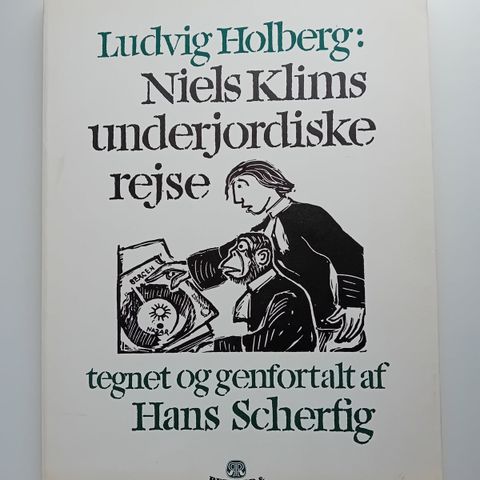 Ludvig Holberg:
Niels Klims
underjordiske
rejse
tegnet og genfortalt af
Hans Scherfig